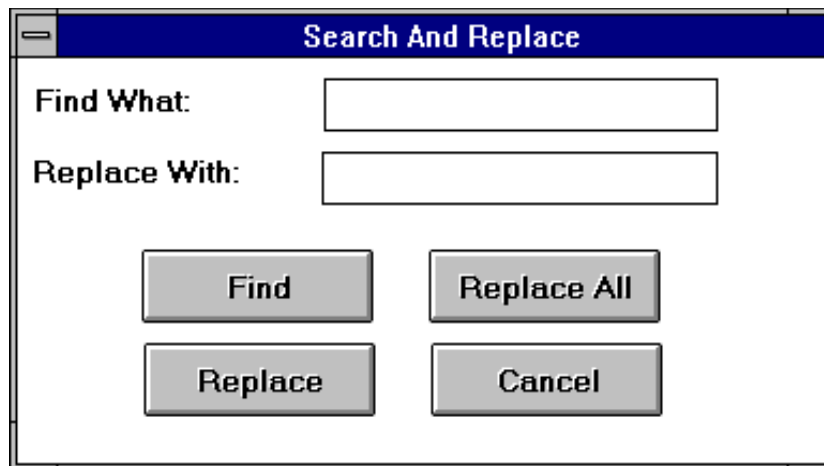 Search And Replace
Find What:
Replace With:
Find
Replace All
Replace
Cancel